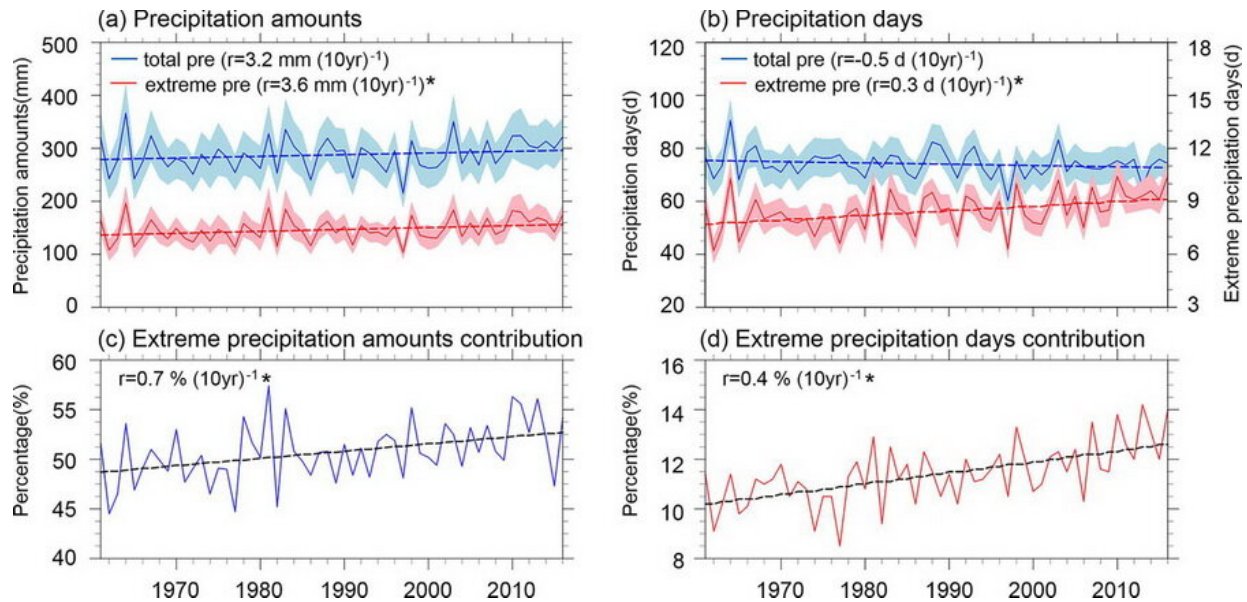 (a) Precipitation amounts
Precipitation amounts(mm)
500
400
300
200
100
0
total pre (r=3.2 mm (10yr)⁻¹)
extreme pre (r=3.6 mm (10yr)⁻¹)*
(b) Precipitation days
Precipitation days(d)
120
100
80
60
40
20
total pre (r=-0.5 d (10yr)⁻¹)
extreme pre (r=0.3 d (10yr)⁻¹)*
18
15
12
9
6
3
Extreme precipitation days(d)
(c) Extreme precipitation amounts contribution
Percentage(%)
60
55
50
45
40
r=0.7 % (10yr)⁻¹*
1970 1980 1990 2000 2010
(d) Extreme precipitation days contribution
Percentage(%)
16
14
12
10
8
r=0.4 % (10yr)⁻¹*
1970 1980 1990 2000 2010